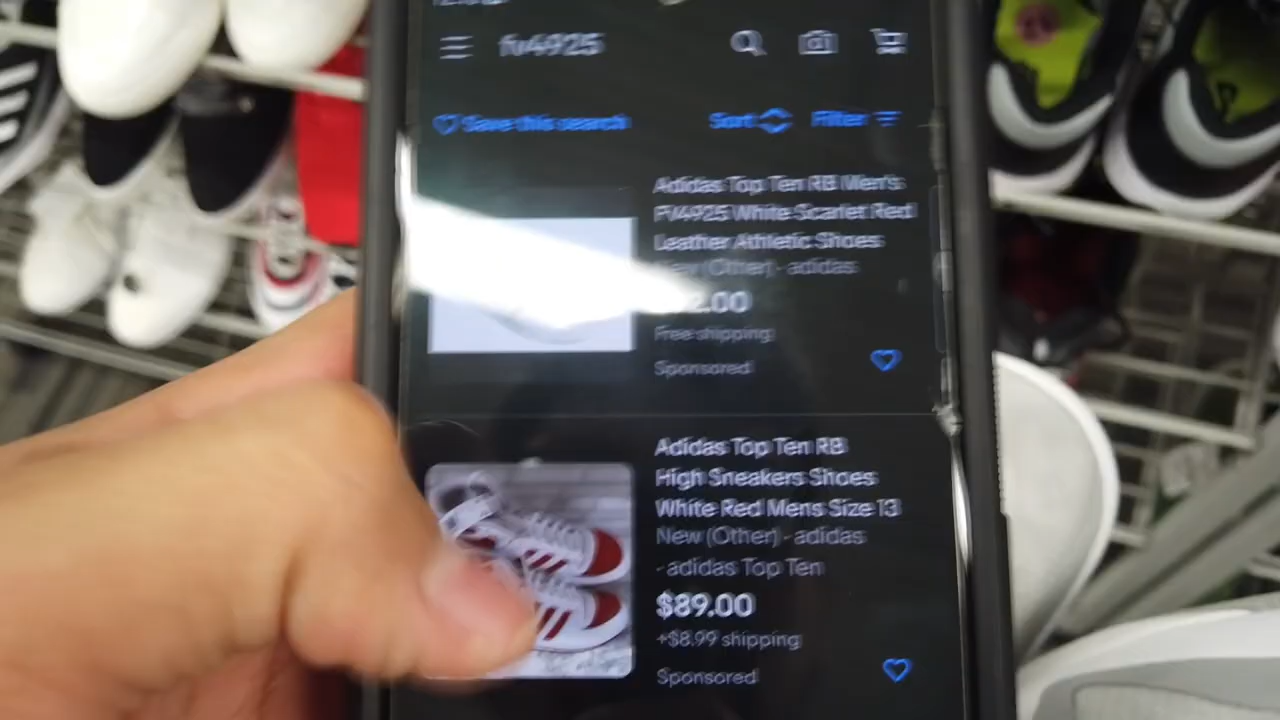 fv4925
Save this search
Sort
Filter
Adidas Top Ten RB Men's
FV4925 White Scarlet Red
Leather Athletic Shoes
(Other) · adidas
Free shipping
Sponsored
Adidas Top Ten RB
High Sneakers Shoes
White Red Mens Size 13
New (Other) · adidas
· adidas Top Ten
$89.00
+$8.99 shipping
Sponsored